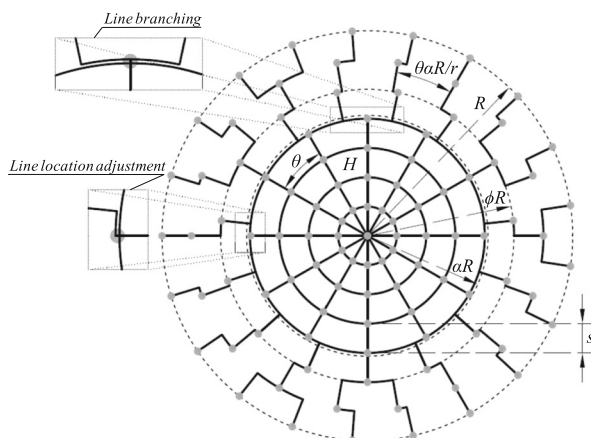 Line branching
θαR/r
R
θ
H
Line location adjustment
ϕR
αR
s